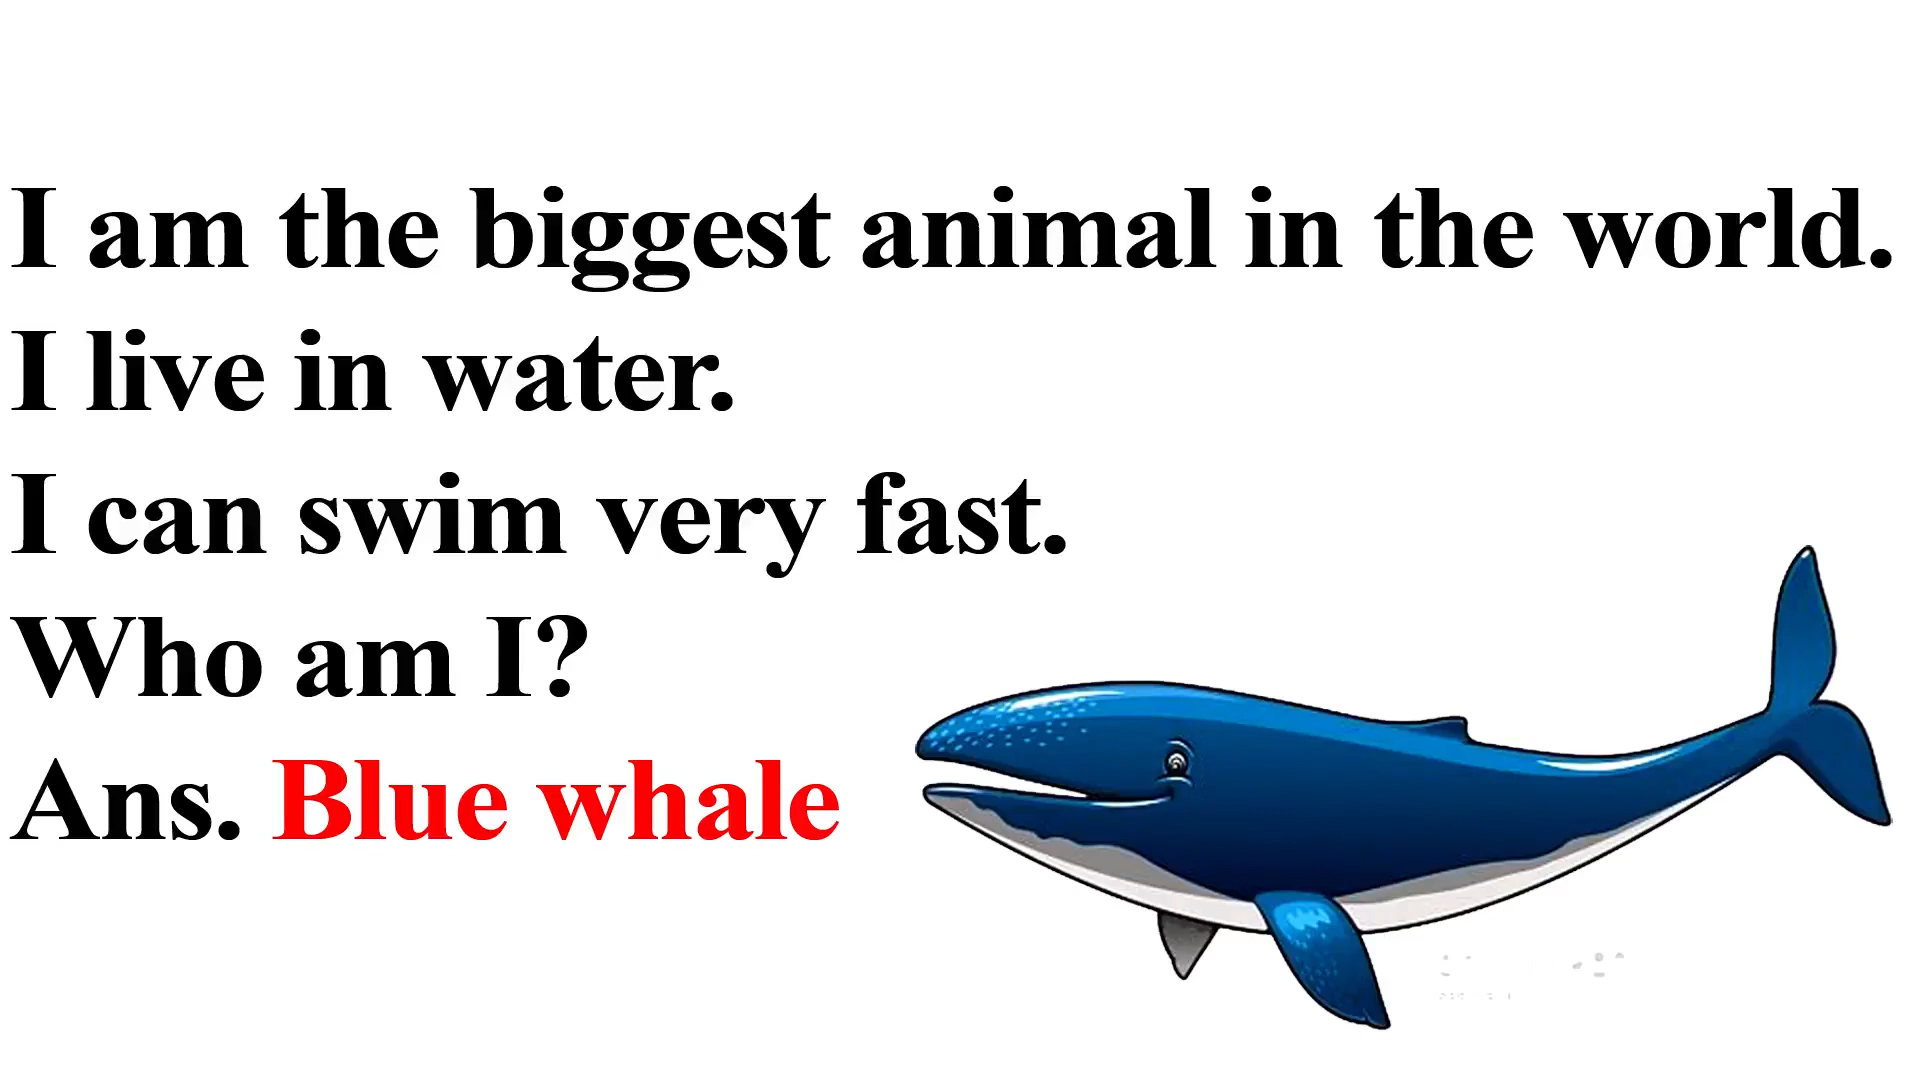 I am the biggest animal in the world.
I live in water.
I can swim very fast.
Who am I?
Ans. Blue whale